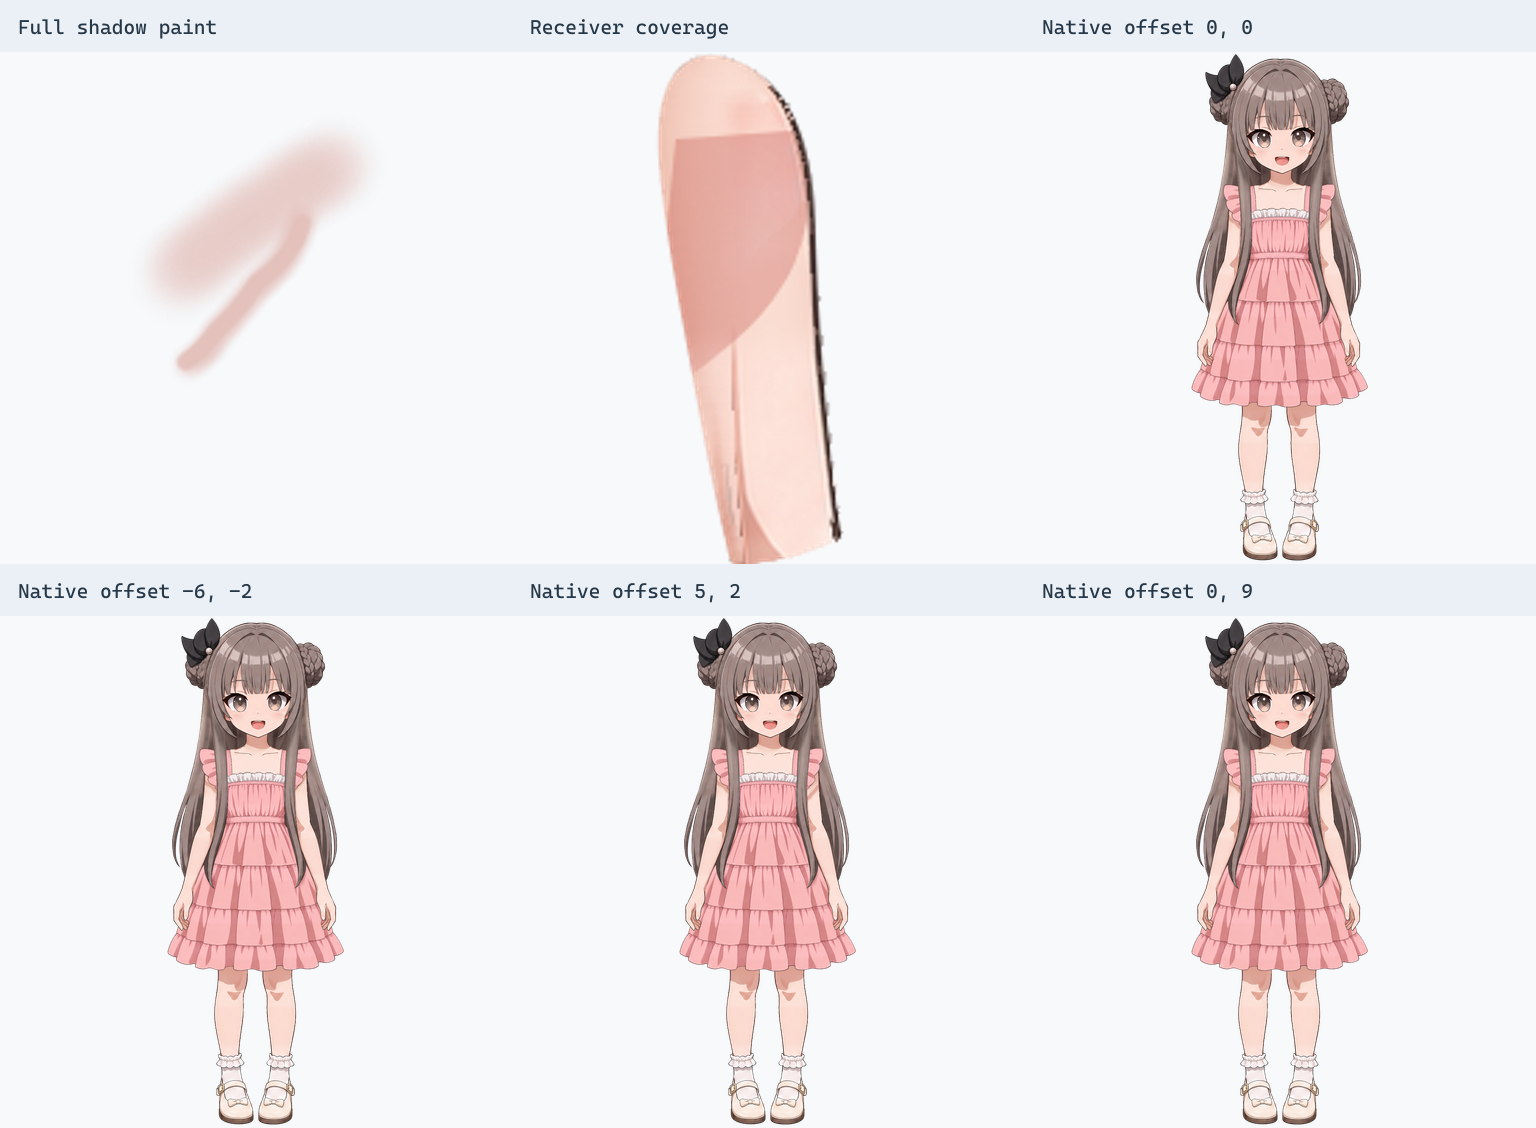 Full shadow paint
Receiver coverage
Native offset 0, 0
Native offset −6, −2
Native offset 5, 2
Native offset 0, 9